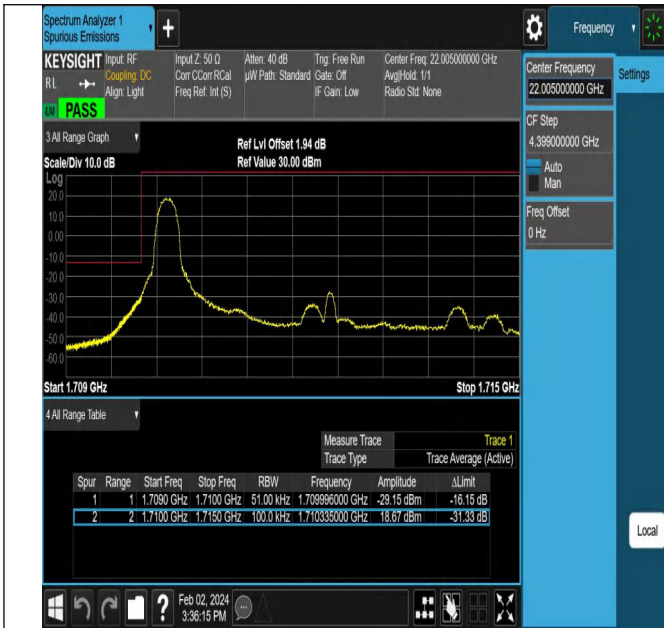 Spectrum Analyzer 1
Spurious Emissions
Frequency
KEYSIGHT Input: RF Input Z: 50 Ω Atten: 40 dB Trig: Free Run Center Freq: 22.005000000 GHz
RL Coupling: DC Corr CCorr RCal µW Path: Standard Gate: Off Avg|Hold: 1/1
Align: Light Freq Ref: Int (S) IF Gain: Low Radio Std: None
PASS
Center Frequency
22.005000000 GHz
Settings
CF Step
4.399000000 GHz
Auto
Man
Freq Offset
0 Hz
3 All Range Graph
Ref Lvl Offset 1.94 dB
Scale/Div 10.0 dB Ref Value 30.00 dBm
Log
20.0
10.0
0.00
-10.0
-20.0
-30.0
-40.0
-50.0
-60.0
Start 1.709 GHz Stop 1.715 GHz
4 All Range Table
Measure Trace Trace 1
Trace Type Trace Average (Active)
Spur Range Start Freq Stop Freq RBW Frequency Amplitude ΔLimit
1 1 1.7090 GHz 1.7100 GHz 51.00 kHz 1.709996000 GHz -29.15 dBm -16.15 dB
2 2 1.7100 GHz 1.7150 GHz 100.0 kHz 1.710335000 GHz 18.67 dBm -31.33 dB
Local
Feb 02, 2024
3:36:15 PM